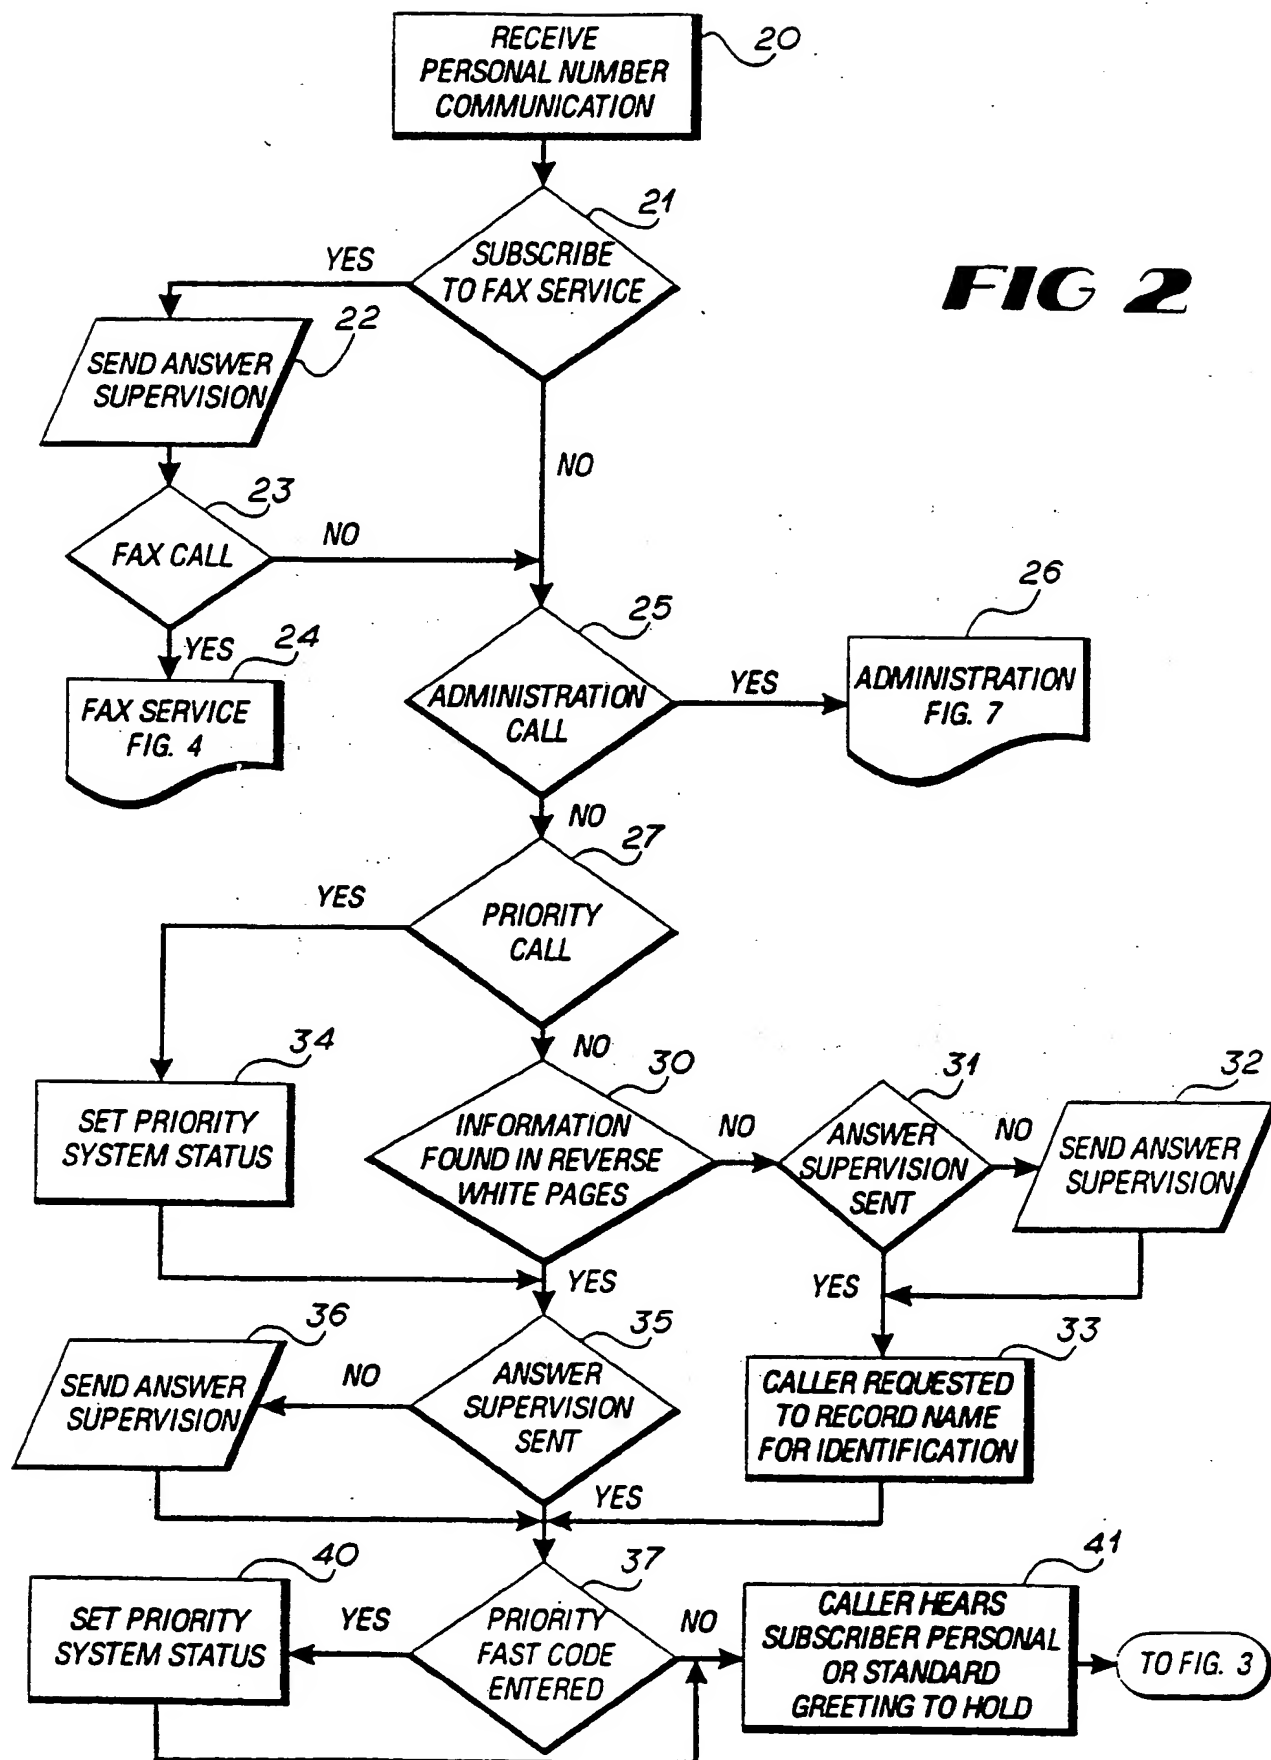 RECEIVE
PERSONAL NUMBER
COMMUNICATION
20
21
SUBSCRIBE
TO FAX SERVICE
YES
NO
FIG 2
22
SEND ANSWER
SUPERVISION
23
FAX CALL
NO
YES
24
FAX SERVICE
FIG. 4
25
ADMINISTRATION
CALL
YES
NO
26
ADMINISTRATION
FIG. 7
27
PRIORITY
CALL
YES
NO
34
SET PRIORITY
SYSTEM STATUS
30
INFORMATION
FOUND IN REVERSE
WHITE PAGES
NO
YES
31
ANSWER
SUPERVISION
SENT
NO
YES
32
SEND ANSWER
SUPERVISION
33
CALLER REQUESTED
TO RECORD NAME
FOR IDENTIFICATION
35
ANSWER
SUPERVISION
SENT
NO
YES
36
SEND ANSWER
SUPERVISION
37
PRIORITY
FAST CODE
ENTERED
YES
NO
40
SET PRIORITY
SYSTEM STATUS
41
CALLER HEARS
SUBSCRIBER PERSONAL
OR STANDARD
GREETING TO HOLD
TO FIG. 3